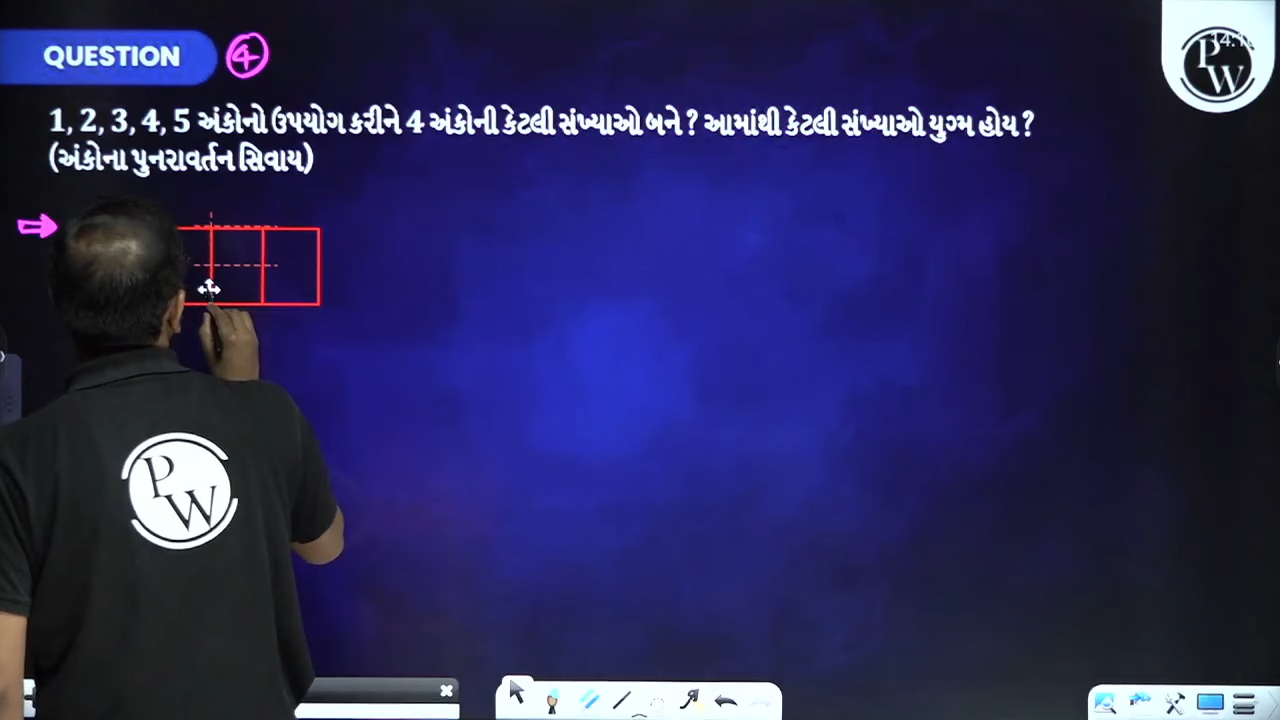 QUESTION 4
1, 2, 3, 4, 5 અંકોનો ઉપયોગ કરીને 4 અંકોની કેટલી સંખ્યાઓ બને ? આમાંથી કેટલી સંખ્યાઓ યુગ્મ હોય ?
(અંકોના પુનરાવર્તન સિવાય)
PW
PW